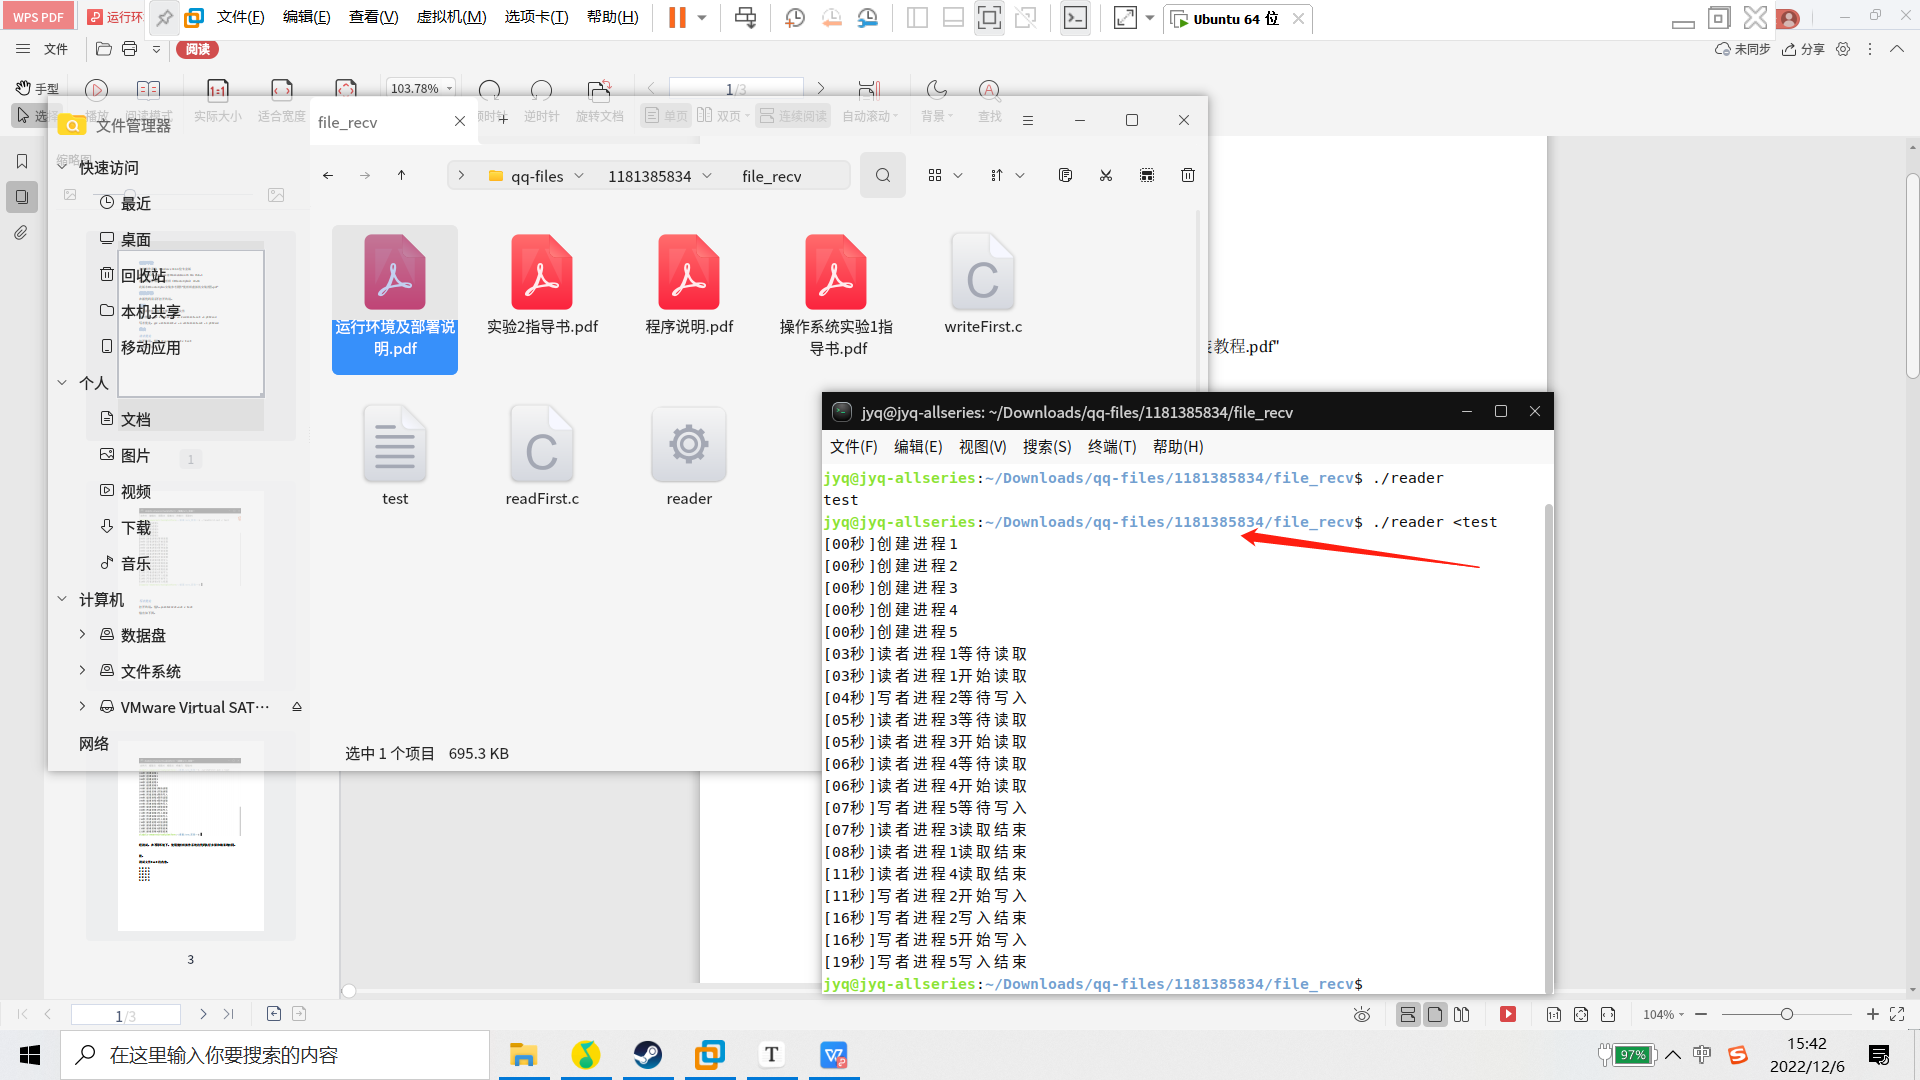 WPS PDF
运行环
文件(F) 编辑(E) 查看(V) 虚拟机(M) 选项卡(T) 帮助(H)
Ubuntu 64 位
文件
阅读
未同步 分享
手型
选择
播放
阅读模式
实际大小
适合宽度
103.78%
顺时针
逆时针
旋转文档
1/3
单页
双页
连续阅读
自动滚动
背景
查找
缩略图
文件管理器
快速访问
最近
桌面
回收站
本机共享
移动应用
个人
文档
图片
视频
下载
音乐
计算机
数据盘
文件系统
VMware Virtual SAT···
网络
1
3
file_recv
qq-files 1181385834 file_recv
运行环境及部署说明.pdf
实验2指导书.pdf
程序说明.pdf
操作系统实验1指导书.pdf
writeFirst.c
test
readFirst.c
reader
选中 1 个项目 695.3 KB
教程.pdf"
jyq@jyq-allseries: ~/Downloads/qq-files/1181385834/file_recv
文件(F) 编辑(E) 视图(V) 搜索(S) 终端(T) 帮助(H)
jyq@jyq-allseries:~/Downloads/qq-files/1181385834/file_recv$ ./reader
test
jyq@jyq-allseries:~/Downloads/qq-files/1181385834/file_recv$ ./reader <test
[00秒]创建进程1
[00秒]创建进程2
[00秒]创建进程3
[00秒]创建进程4
[00秒]创建进程5
[03秒]读者进程1等待读取
[03秒]读者进程1开始读取
[04秒]写者进程2等待写入
[05秒]读者进程3等待读取
[05秒]读者进程3开始读取
[06秒]读者进程4等待读取
[06秒]读者进程4开始读取
[07秒]写者进程5等待写入
[07秒]读者进程3读取结束
[08秒]读者进程1读取结束
[11秒]读者进程4读取结束
[11秒]写者进程2开始写入
[16秒]写者进程2写入结束
[16秒]写者进程5开始写入
[19秒]写者进程5写入结束
jyq@jyq-allseries:~/Downloads/qq-files/1181385834/file_recv$
1/3
104%
在这里输入你要搜索的内容
97%
中
15:42
2022/12/6